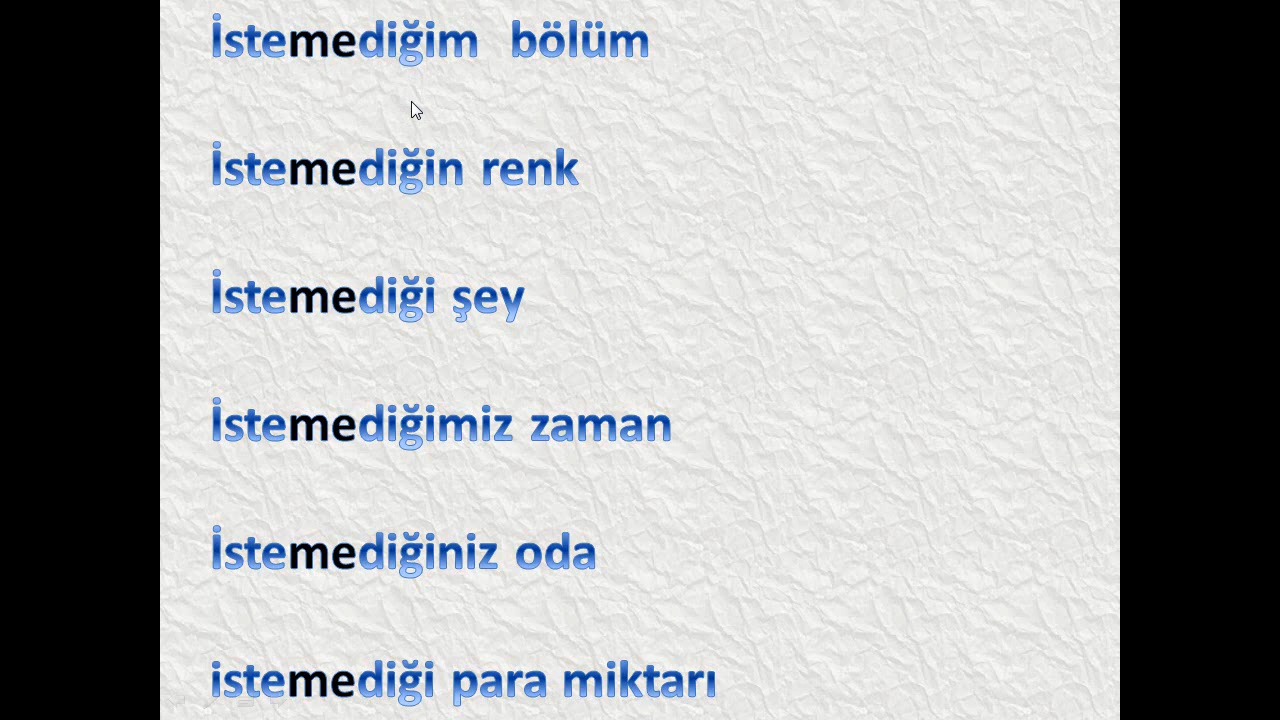 İstemediğim bölüm
İstemediğin renk
İstemediği şey
İstemediğimiz zaman
İstemediğiniz oda
istemediği para miktarı